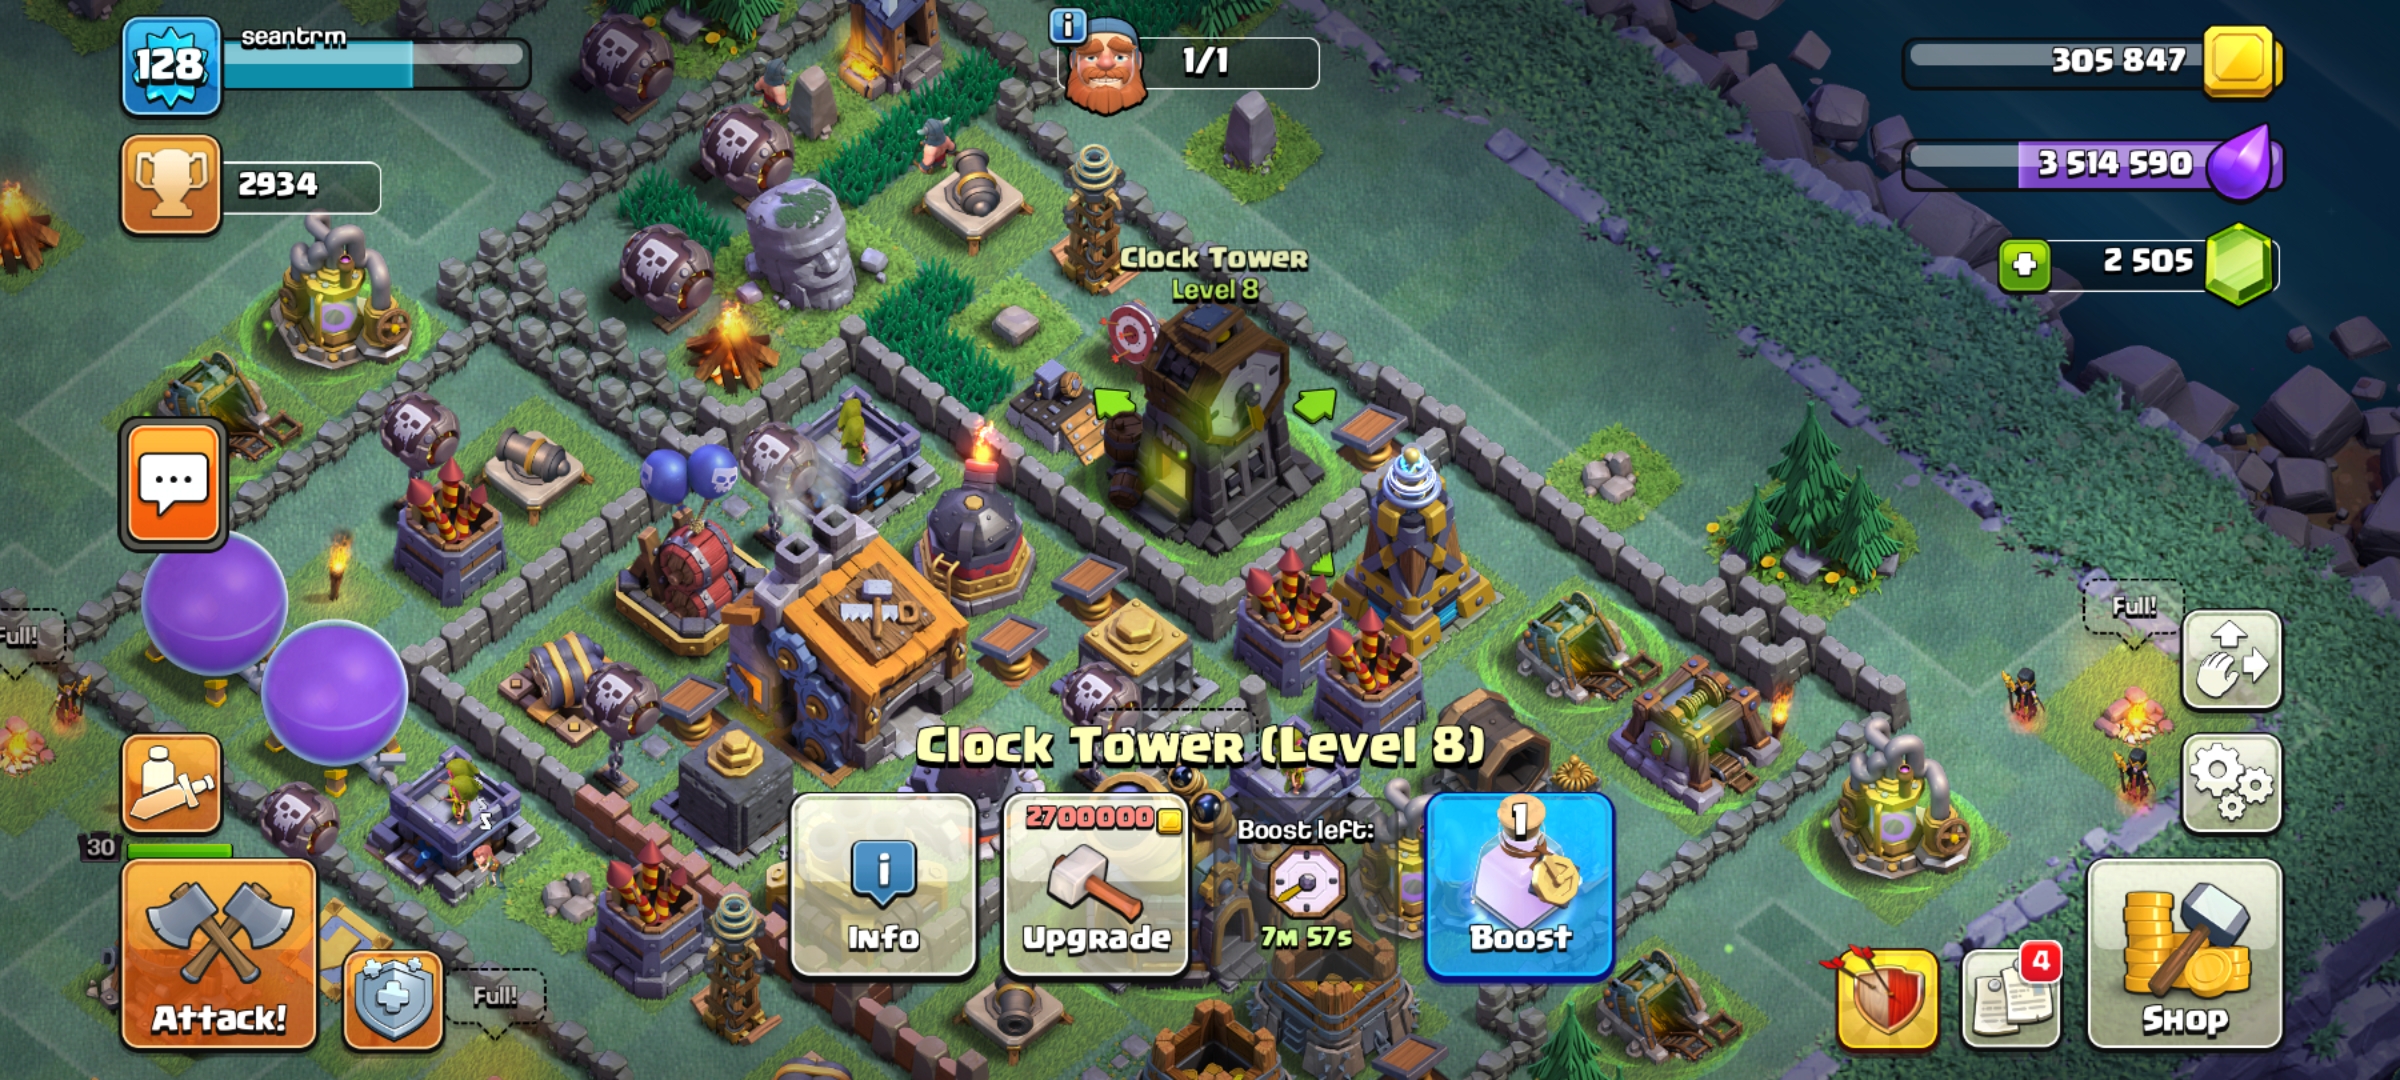 seantrm
128
1/1
305 847
2934
3 514 590
2 505
Clock Tower
Level 8
Full!
Full!
Clock Tower (Level 8)
30
2700000
Boost left:
1
Info
Upgrade
7M 57s
Boost
Full!
4
Attack!
Shop